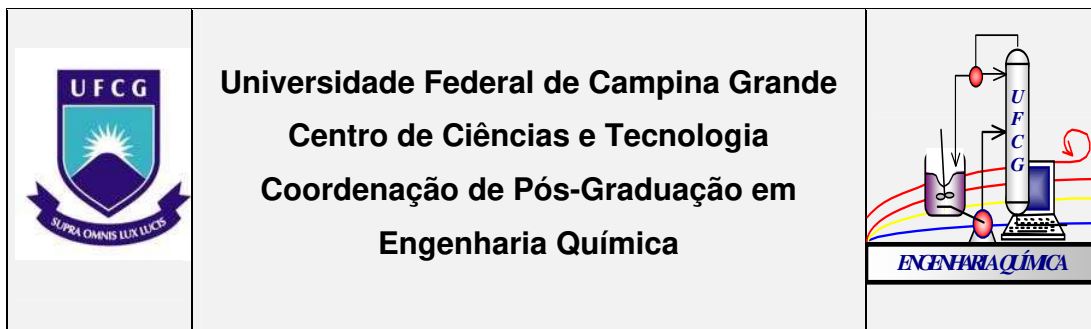 UFCG
SUPRA OMNIS LUX LUCIS
Universidade Federal de Campina Grande
Centro de Ciências e Tecnologia
Coordenação de Pós-Graduação em
Engenharia Química
UFCG
ENGENHARIA QUÍMICA